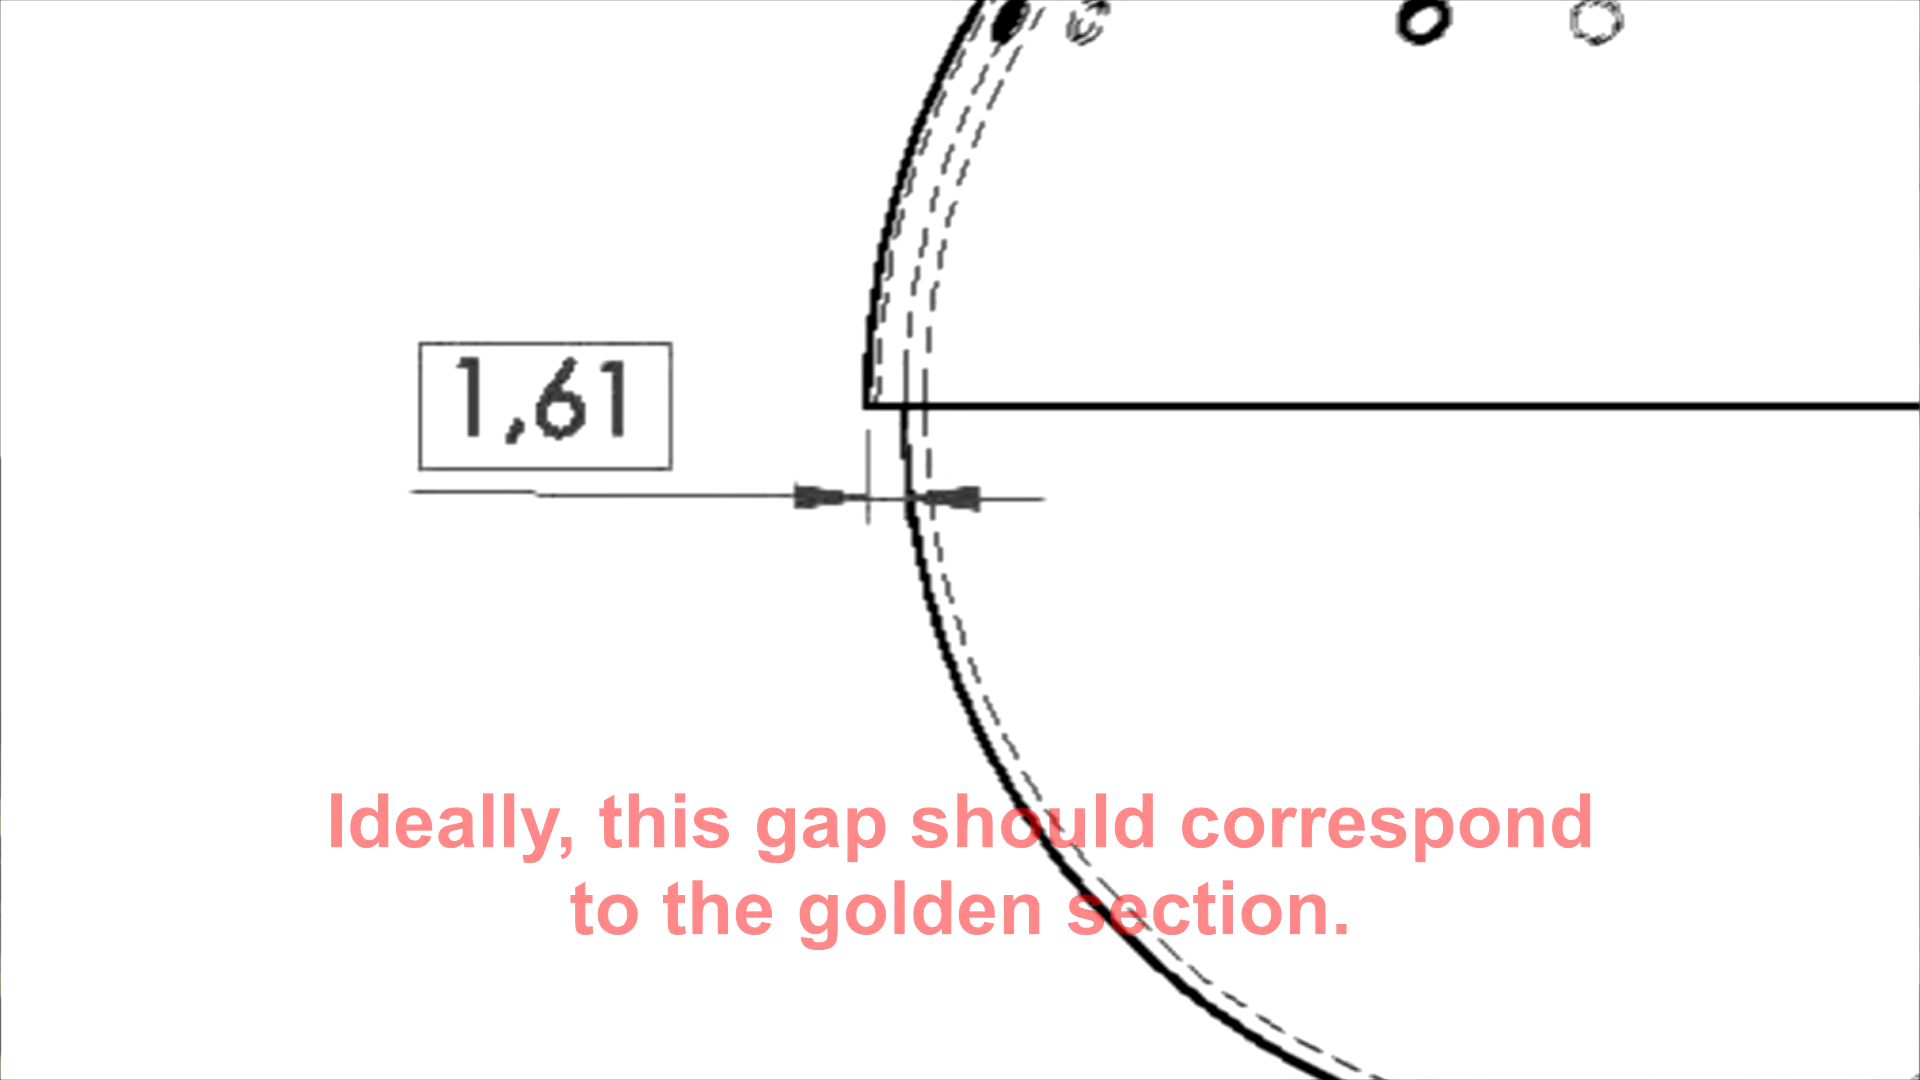 1,61
Ideally, this gap should correspond
to the golden section.